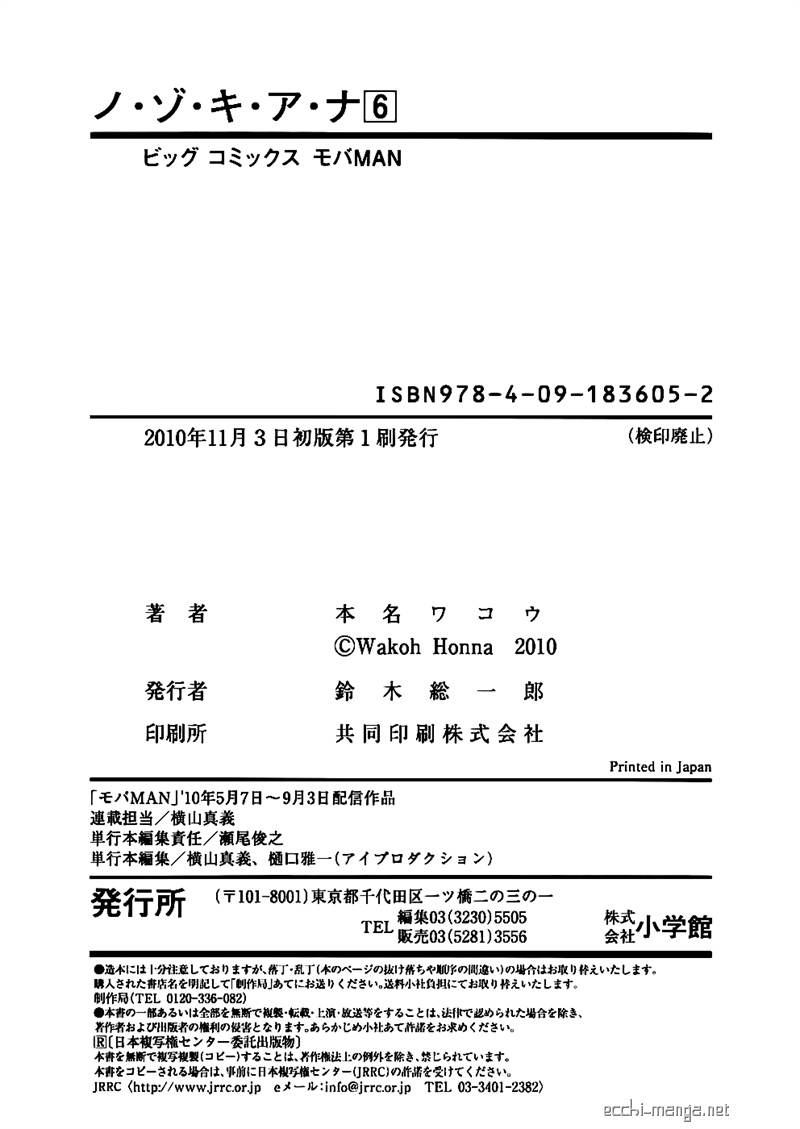 ノ・ゾ・キ・ア・ナ6
ビッグ コミックス モバMAN
ISBN978-4-09-183605-2
2010年11月3日初版第1刷発行 （検印廃止）
著者 本名ワコウ
©Wakoh Honna 2010
発行者 鈴木総一郎
印刷所 共同印刷株式会社
Printed in Japan
「モバMAN」'10年5月7日〜9月3日配信作品
連載担当／横山真義
単行本編集責任／瀬尾俊之
単行本編集／横山真義、樋口雅一（アイプロダクション）
発行所 （〒101-8001）東京都千代田区一ツ橋二の三の一
TEL 編集03(3230)5505
販売03(5281)3556
株式会社 小学館
●造本には十分注意しておりますが、落丁・乱丁（本のページの抜け落ちや順序の間違い）の場合はお取り替えいたします。
購入された書店名を明記して「制作局」あてにお送りください。送料小社負担にてお取り替えいたします。
制作局（TEL 0120-336-082）
●本書の一部あるいは全部を無断で複製・転載・上演・放送等をすることは、法律で認められた場合を除き、
著作者および出版者の権利の侵害となります。あらかじめ小社あて許諾をお求めください。
R〔日本複写権センター委託出版物〕
本書を無断で複写複製（コピー）することは、著作権法上の例外を除き、禁じられています。
本書をコピーされる場合は、事前に日本複写権センター（JRRC）の許諾を受けてください。
JRRC〈http://www.jrrc.or.jp eメール：info@jrrc.or.jp TEL 03-3401-2382〉
ecchi-manga.net